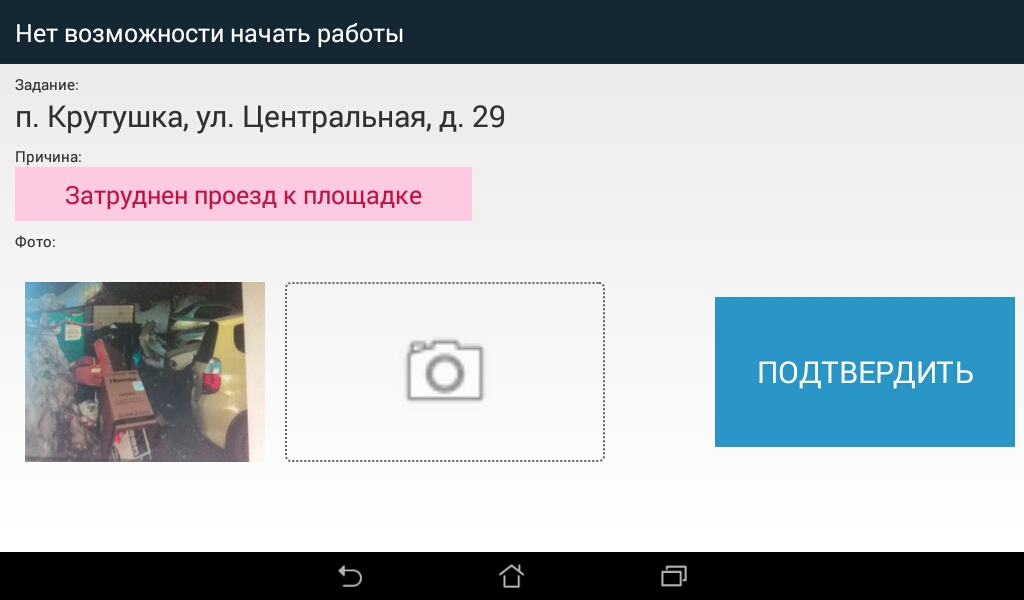 Нет возможности начать работы
Задание:
п. Крутушка, ул. Центральная, д. 29
Причина:
Затруднен проезд к площадке
Фото:
ПОДТВЕРДИТЬ